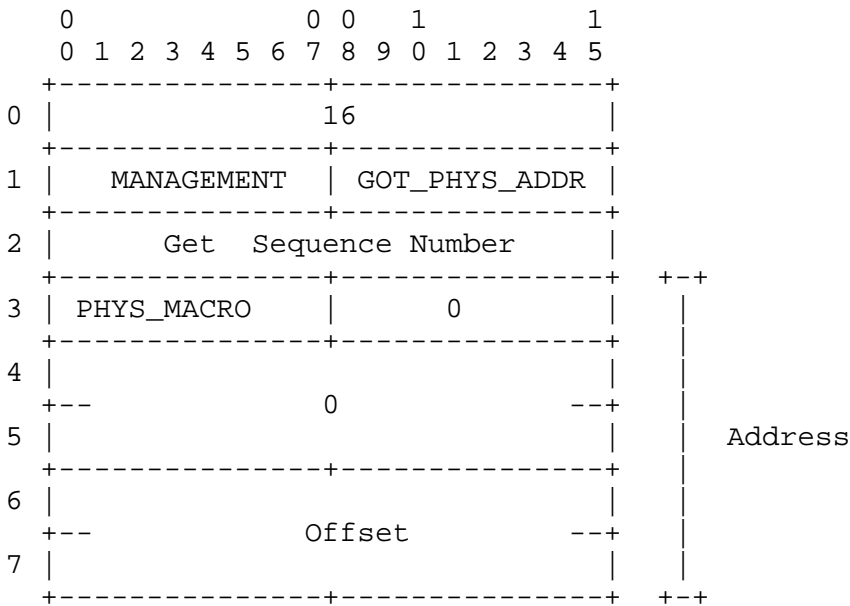 0             0 0   1         1
0 1 2 3 4 5 6 7 8 9 0 1 2 3 4 5
+---------------+---------------+
0 | 16 |
+---------------+---------------+
1 | MANAGEMENT | GOT_PHYS_ADDR |
+---------------+---------------+
2 | Get  Sequence Number |
+---------------+---------------+ +-+
3 | PHYS_MACRO | 0 | |
+---------------+---------------+ |
4 | | |
+-- 0 --+ |
5 | | | Address
+---------------+---------------+ |
6 | | |
+-- Offset --+ |
7 | | |
+---------------+---------------+ +-+